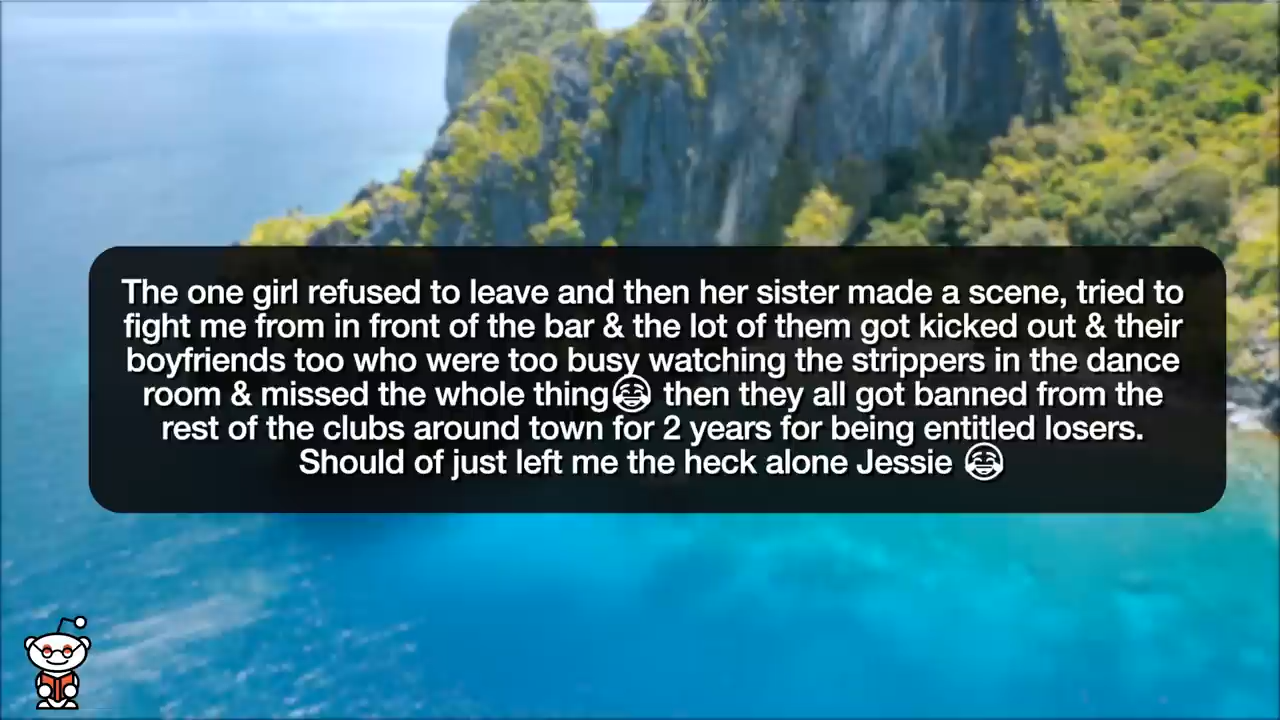 The one girl refused to leave and then her sister made a scene, tried to
fight me from in front of the bar & the lot of them got kicked out & their
boyfriends too who were too busy watching the strippers in the dance
room & missed the whole thing😂 then they all got banned from the
rest of the clubs around town for 2 years for being entitled losers.
Should of just left me the heck alone Jessie 😂